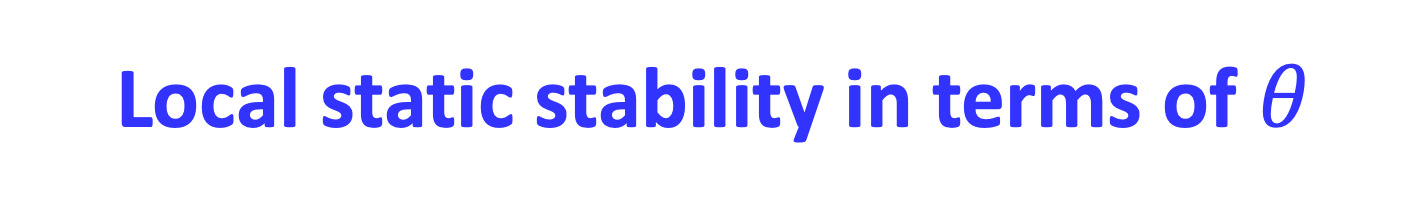 Local static stability in terms of θ